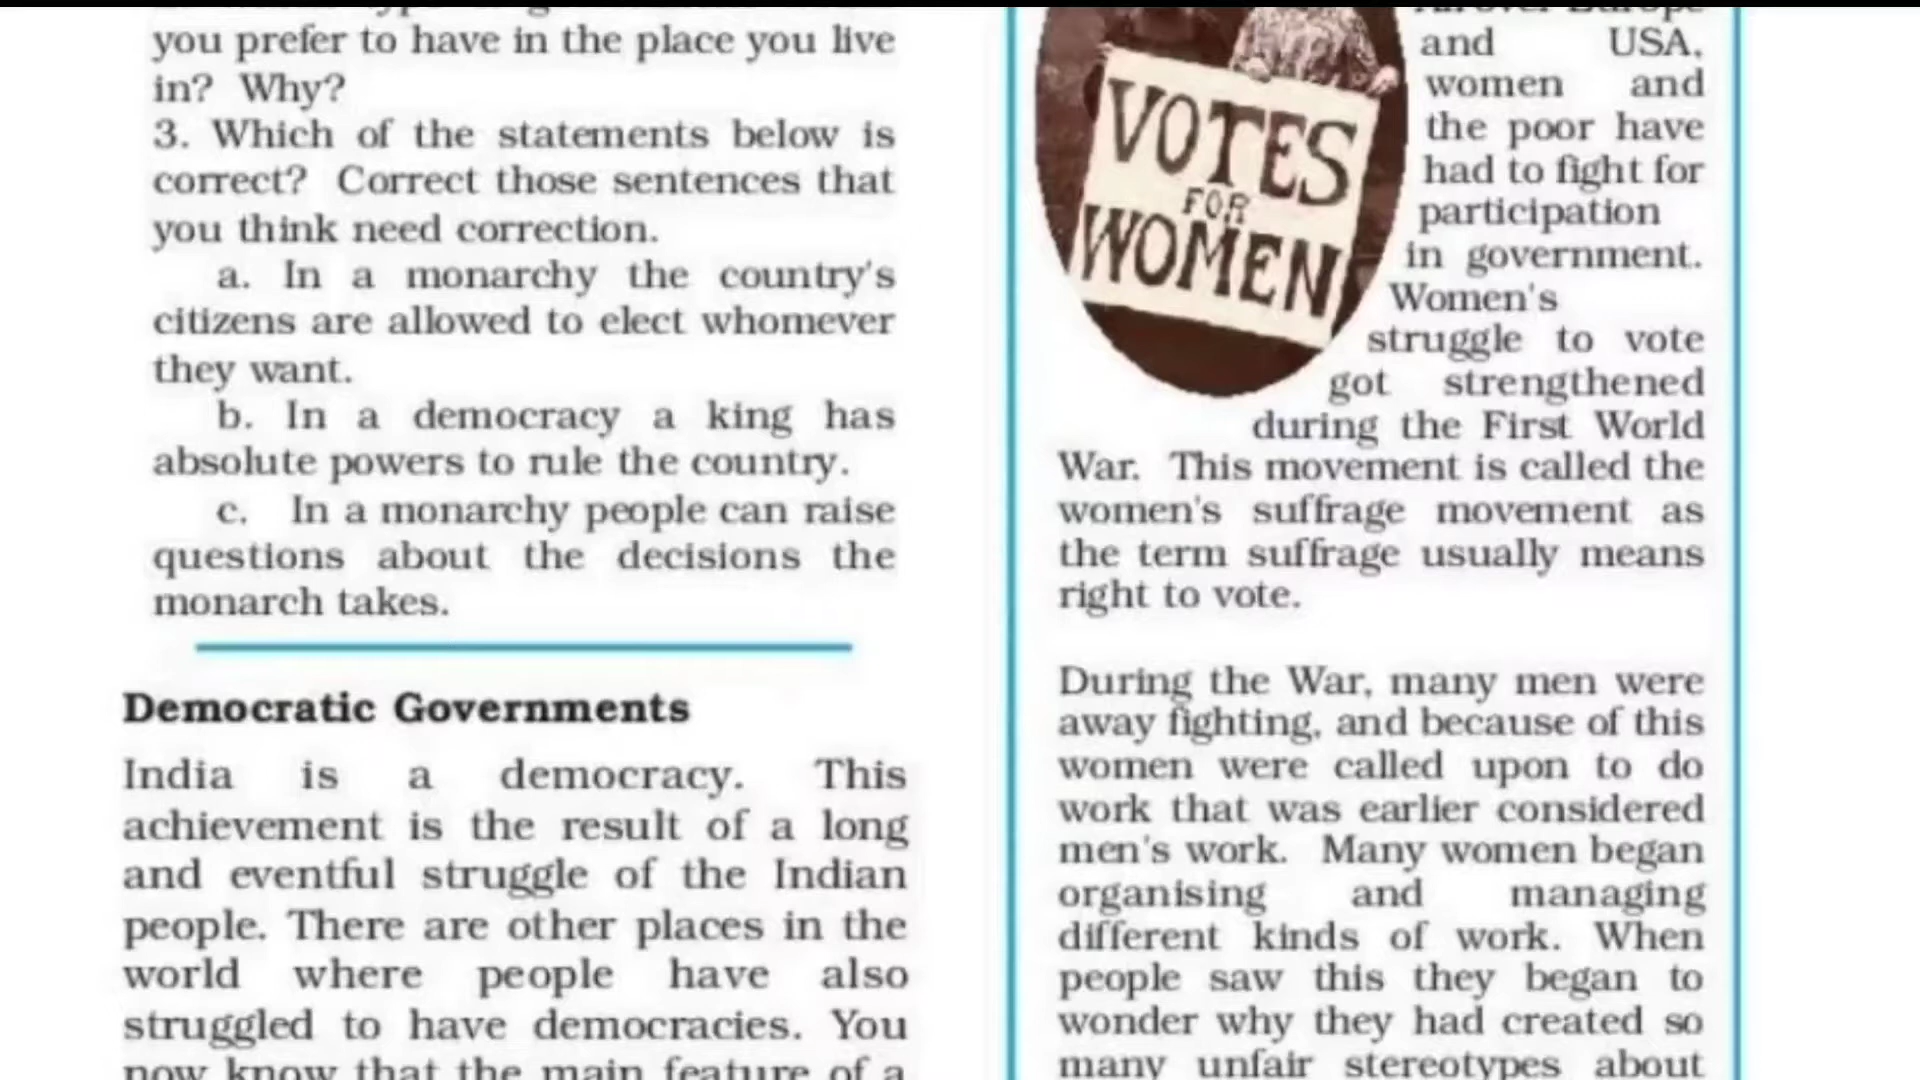 you prefer to have in the place you live
in? Why?
3. Which of the statements below is
correct? Correct those sentences that
you think need correction.
a. In a monarchy the country's
citizens are allowed to elect whomever
they want.
b. In a democracy a king has
absolute powers to rule the country.
c. In a monarchy people can raise
questions about the decisions the
monarch takes.
Democratic Governments
India is a democracy. This
achievement is the result of a long
and eventful struggle of the Indian
people. There are other places in the
world where people have also
struggled to have democracies. You
now know that the main feature of a
VOTES
FOR
WOMEN
All over Europe
and USA,
women and
the poor have
had to fight for
participation
in government.
Women's
struggle to vote
got strengthened
during the First World
War. This movement is called the
women's suffrage movement as
the term suffrage usually means
right to vote.
During the War, many men were
away fighting, and because of this
women were called upon to do
work that was earlier considered
men's work. Many women began
organising and managing
different kinds of work. When
people saw this they began to
wonder why they had created so
many unfair stereotypes about